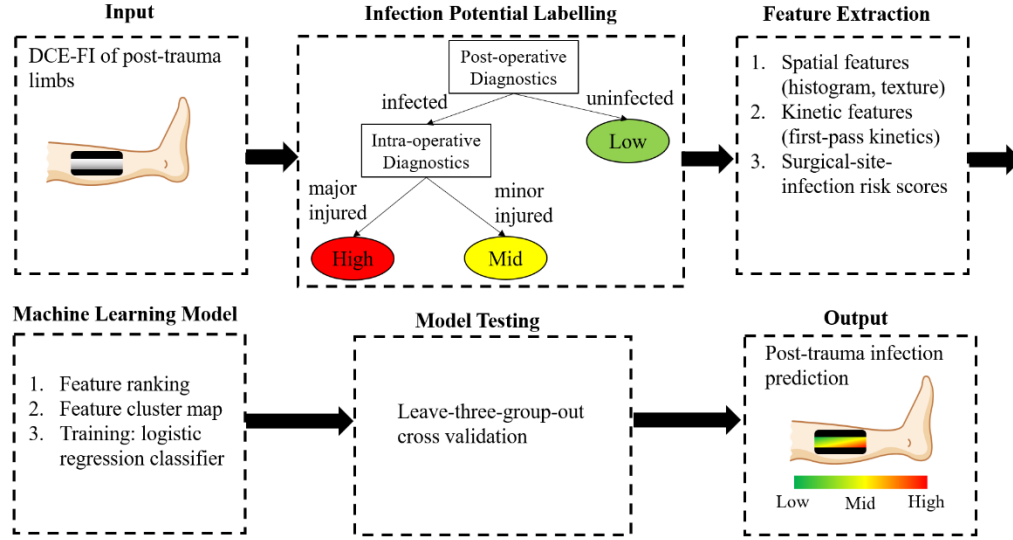 Input
DCE-FI of post-trauma
limbs
Infection Potential Labelling
Post-operative
Diagnostics
infected
uninfected
Intra-operative
Diagnostics
Low
major
injured
minor
injured
High
Mid
Feature Extraction
1. Spatial features
(histogram, texture)
2. Kinetic features
(first-pass kinetics)
3. Surgical-site-
infection risk scores
Machine Learning Model
1. Feature ranking
2. Feature cluster map
3. Training: logistic
regression classifier
Model Testing
Leave-three-group-out
cross validation
Output
Post-trauma infection
prediction
Low Mid High